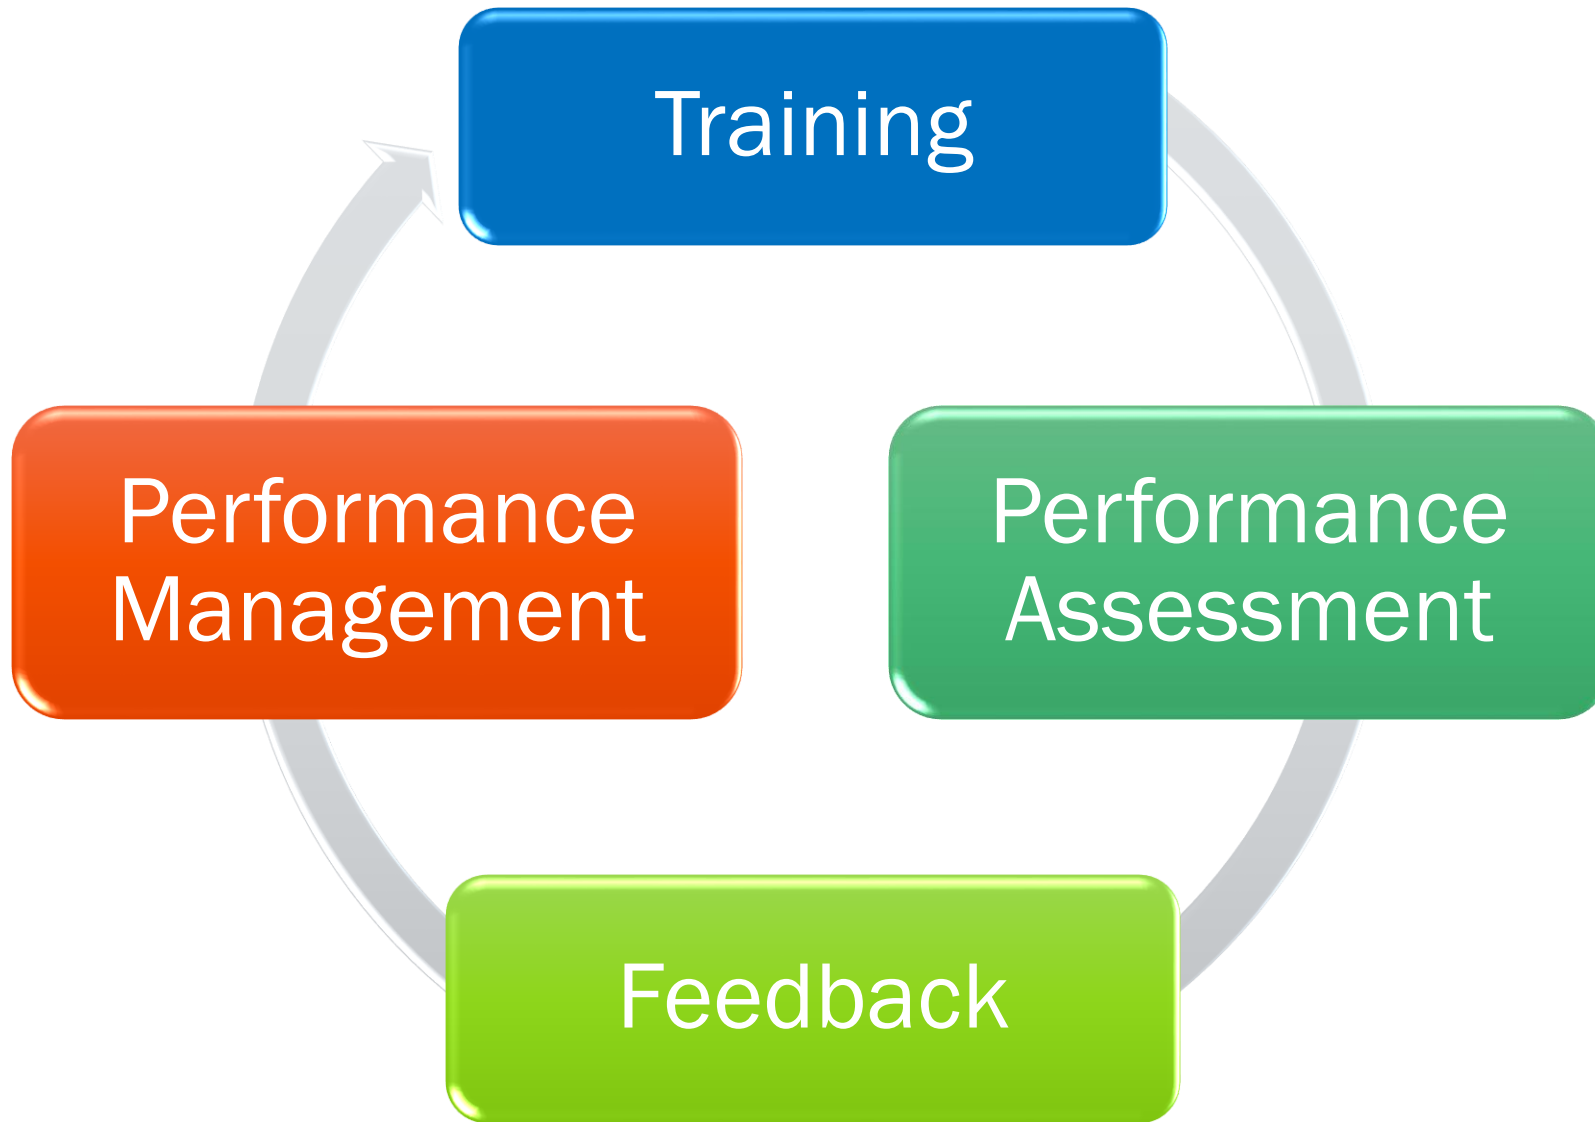 Training
Performance
Management
Performance
Assessment
Feedback